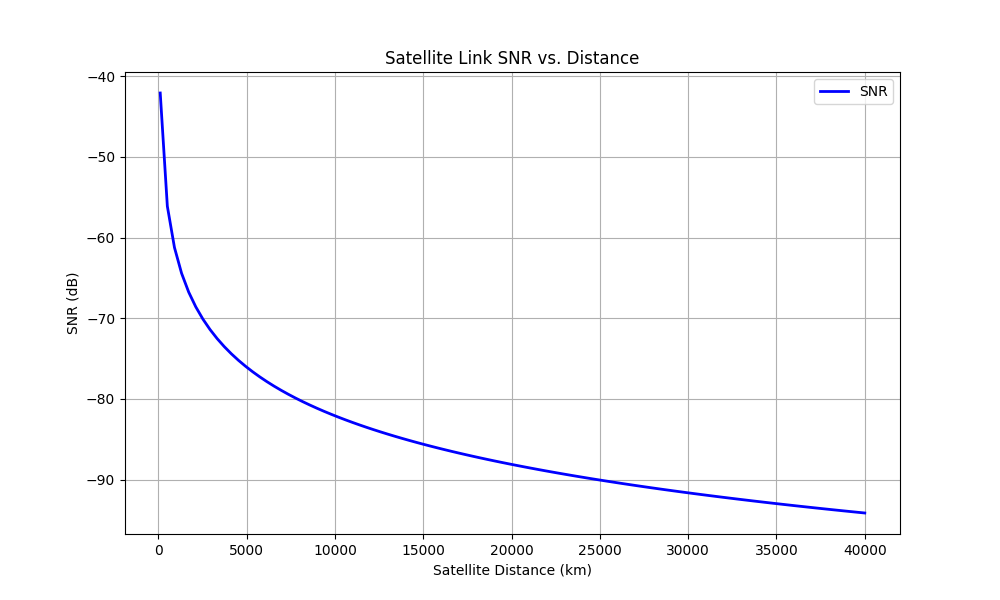 Satellite Link SNR vs. Distance
SNR
−40
−50
−60
−70
−80
−90
SNR (dB)
0 5000 10000 15000 20000 25000 30000 35000 40000
Satellite Distance (km)